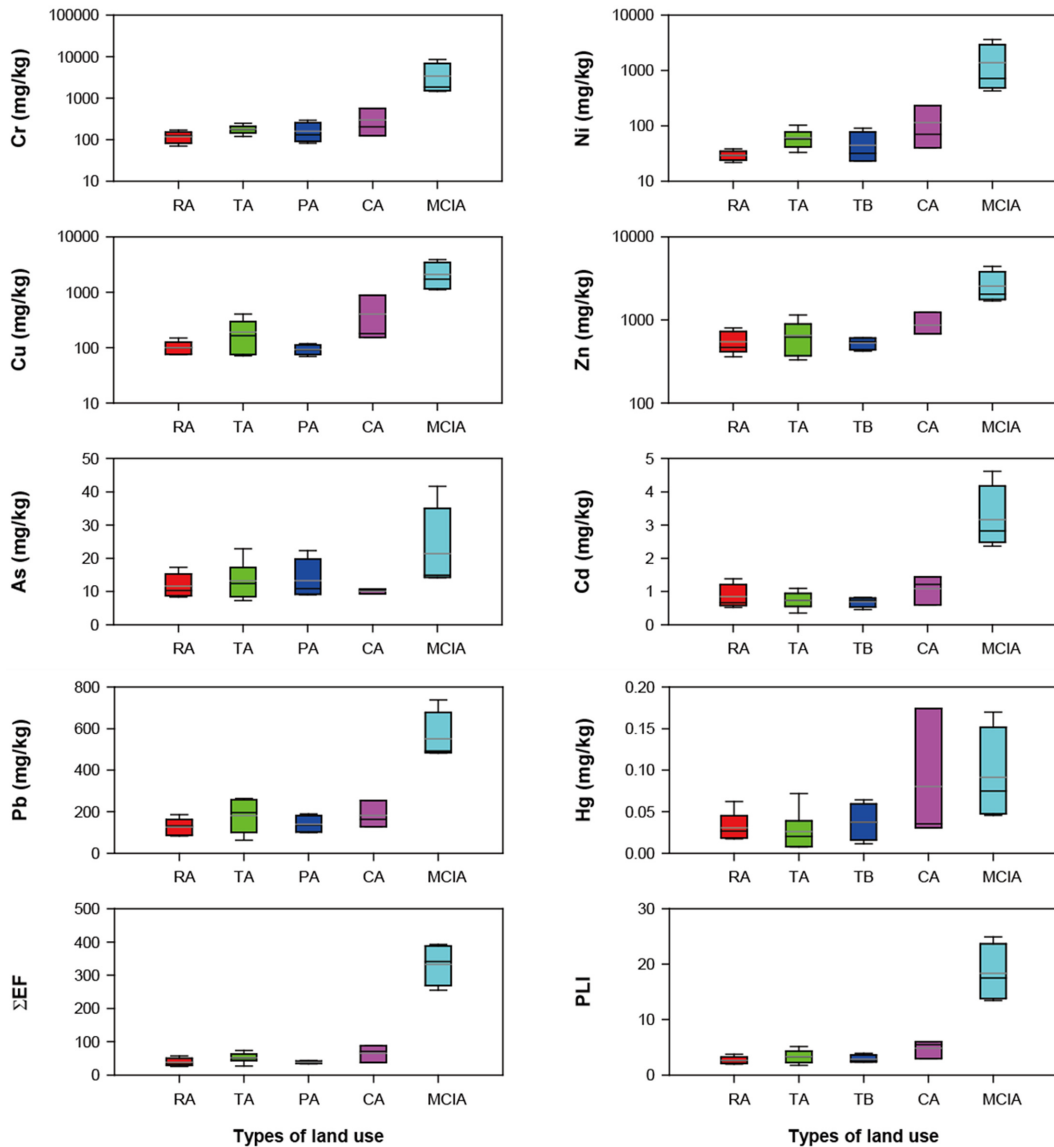 Cr (mg/kg)
100000
10000
1000
100
10
RA TA PA CA MCIA
Ni (mg/kg)
10000
1000
100
10
RA TA TB CA MCIA
Cu (mg/kg)
10000
1000
100
10
RA TA PA CA MCIA
Zn (mg/kg)
10000
1000
100
RA TA TB CA MCIA
As (mg/kg)
50
40
30
20
10
0
RA TA PA CA MCIA
Cd (mg/kg)
5
4
3
2
1
0
RA TA TB CA MCIA
Pb (mg/kg)
800
600
400
200
0
RA TA PA CA MCIA
Hg (mg/kg)
0.20
0.15
0.10
0.05
0.00
RA TA TB CA MCIA
ΣEF
500
400
300
200
100
0
RA TA PA CA MCIA
Types of land use
PLI
30
20
10
0
RA TA TB CA MCIA
Types of land use